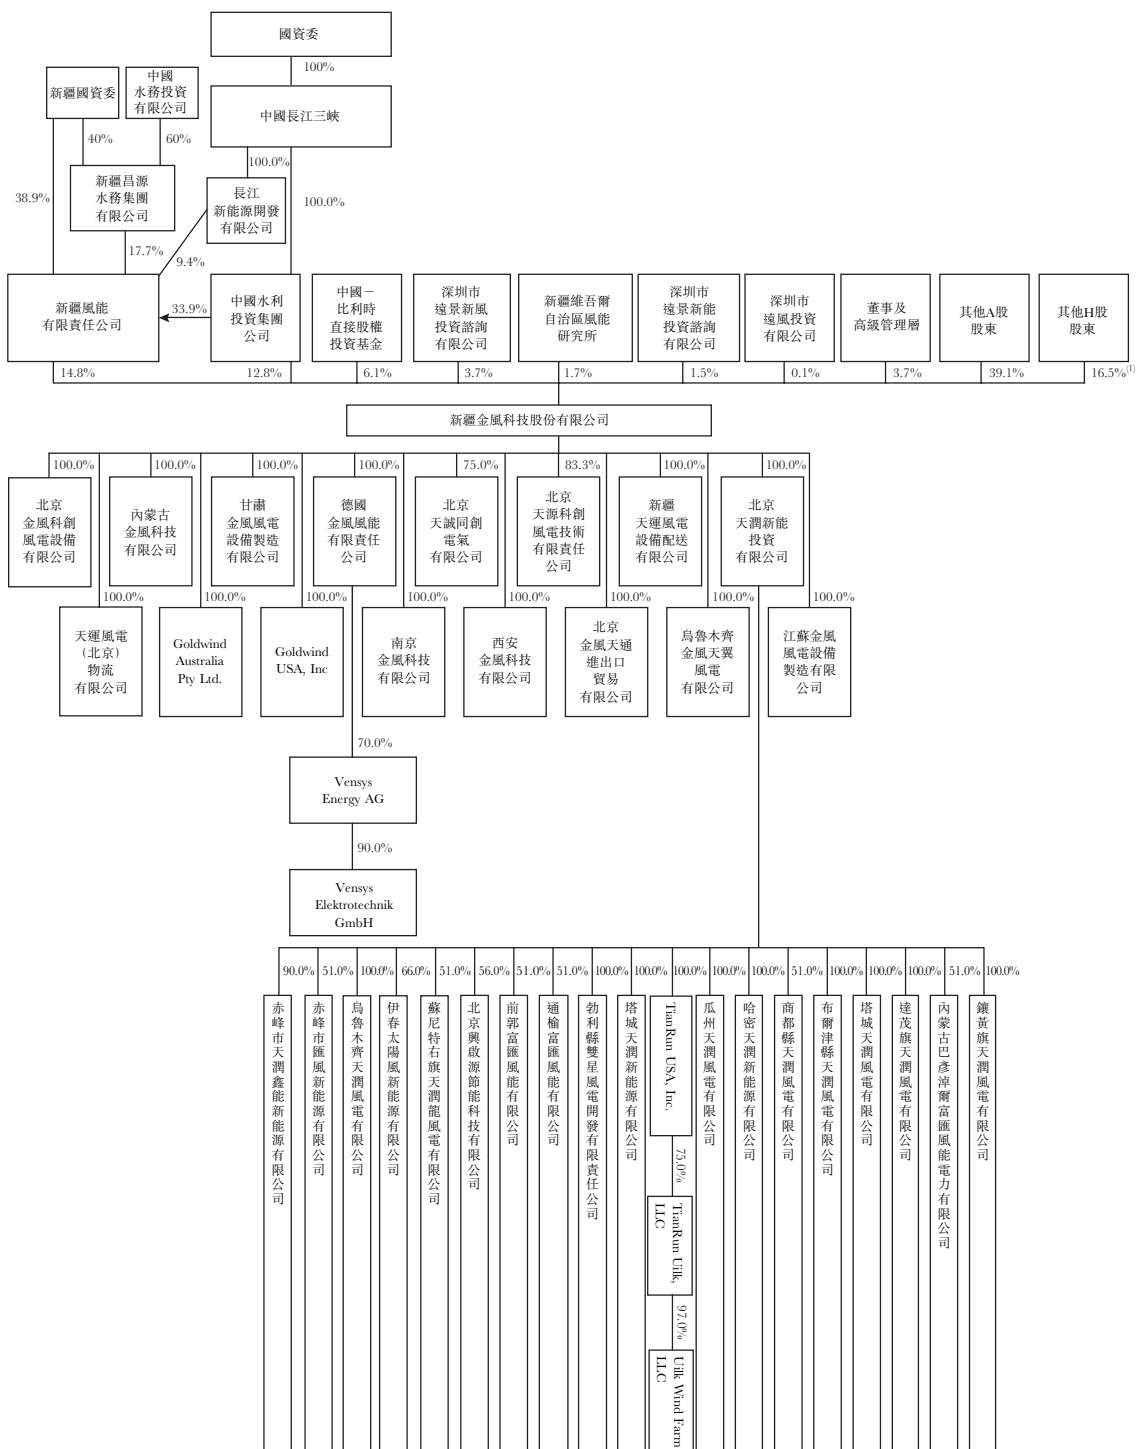 國資委
100%
新疆國資委
中國
水務投資
有限公司
中國長江三峽
40%
60%
100.0%
新疆昌源
水務集團
有限公司
長江
新能源開發
有限公司
38.9%
100.0%
17.7%
9.4%
新疆風能
有限責任公司
33.9%
中國水利
投資集團
公司
中國－
比利時
直接股權
投資基金
深圳市
遠景新風
投資諮詢
有限公司
新疆維吾爾
自治區風能
研究所
深圳市
遠景新能
投資諮詢
有限公司
深圳市
遠風投資
有限公司
董事及
高級管理層
其他A股
股東
其他H股
股東
14.8%
12.8%
6.1%
3.7%
1.7%
1.5%
0.1%
3.7%
39.1%
16.5%(1)
新疆金風科技股份有限公司
100.0%
100.0%
100.0%
100.0%
75.0%
83.3%
100.0%
100.0%
北京
金風科創
風電設備
有限公司
內蒙古
金風科技
有限公司
甘肅
金風風電
設備製造
有限公司
德國
金風風能
有限責任
公司
北京
天誠同創
電氣
有限公司
北京
天源科創
風電技術
有限責任
公司
新疆
天運風電
設備配送
有限公司
北京
天潤新能
投資
有限公司
100.0%
100.0%
100.0%
100.0%
100.0%
100.0%
100.0%
100.0%
天運風電
（北京）
物流
有限公司
Goldwind
Australia
Pty Ltd.
Goldwind
USA, Inc
南京
金風科技
有限公司
西安
金風科技
有限公司
北京
金風天通
進出口
貿易
有限公司
烏魯木齊
金風天翼
風電
有限公司
江蘇金風
風電設備
製造有限
公司
70.0%
Vensys
Energy AG
90.0%
Vensys
Elektrotechnik
GmbH
90.0%
51.0%
100.0%
66.0%
51.0%
56.0%
51.0%
51.0%
100.0%
100.0%
100.0%
100.0%
100.0%
51.0%
100.0%
100.0%
100.0%
51.0%
100.0%
赤峰市天潤鑫能新能源有限公司
赤峰市匯風新能源有限公司
烏魯木齊天潤風電有限公司
伊春太陽風新能源有限公司
蘇尼特右旗天潤龍風電有限公司
北京興啟源節能科技有限公司
前郭富匯風能有限公司
通榆富匯風能有限公司
勃利縣雙星風電開發有限責任公司
塔城天潤新能源有限公司
TianRun USA, Inc.
75.0%
TianRun Uilk,
LLC
97.0%
Uilk Wind Farm
LLC
瓜州天潤風電有限公司
哈密天潤新能源有限公司
商都縣天潤風電有限公司
布爾津縣天潤風電有限公司
塔城天潤風電有限公司
達茂旗天潤風電有限公司
內蒙古巴彥淖爾富匯風能電力有限公司
鑲黃旗天潤風電有限公司